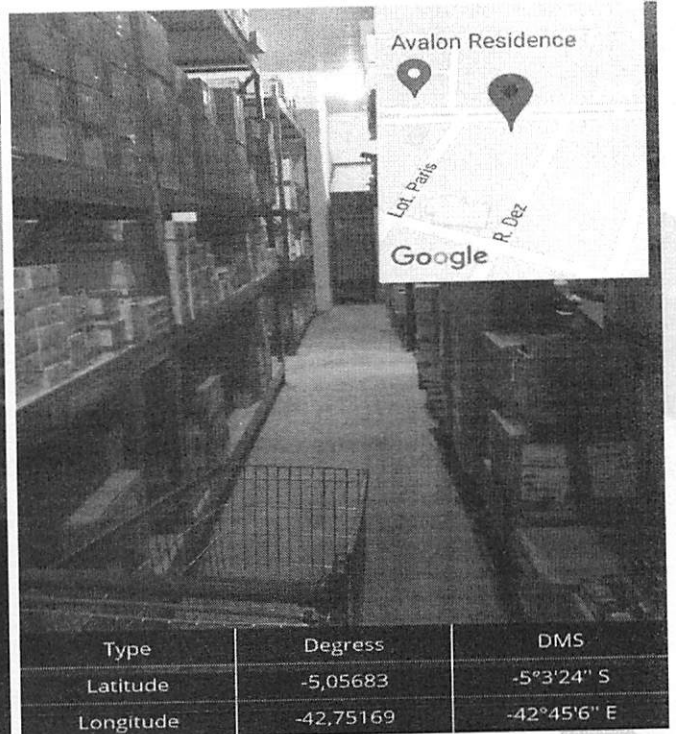 Avalon Residence
Lot. Paris
R. Dez
Google
Type Degress DMS
Latitude -5,05683 -5°3'24" S
Longitude -42,75169 -42°45'6" E